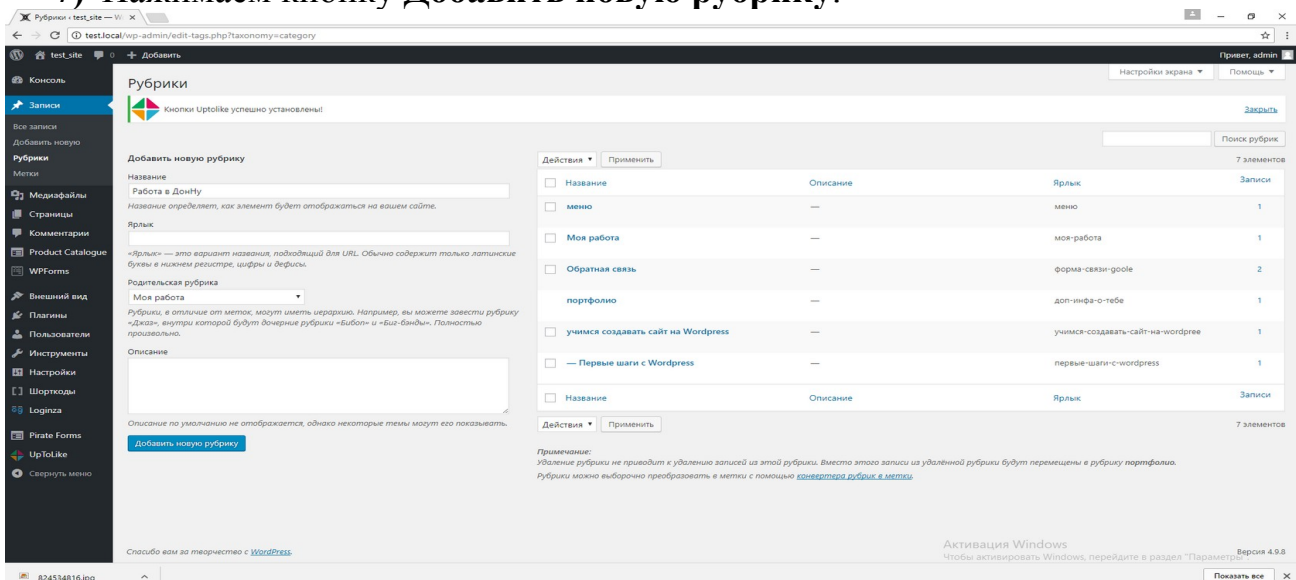 7) Нажимаем кнопку Добавить новую рубрику.
Рубрики ‹ test_site — W
test.local/wp-admin/edit-tags.php?taxonomy=category
test_site 0 + Добавить Привет, admin
Консоль
Записи
Все записи
Добавить новую
Рубрики
Метки
Медиафайлы
Страницы
Комментарии
Product Catalogue
WPForms
Внешний вид
Плагины
Пользователи
Инструменты
Настройки
[ ] Шорткоды
Loginza
Pirate Forms
UpToLike
Свернуть меню
Настройки экрана ▼ Помощь ▼
Рубрики
Кнопки Uptolike успешно установлены!
Закрыть
Поиск рубрик
Добавить новую рубрику
Название
Работа в ДонНу
Название определяет, как элемент будет отображаться на вашем сайте.
Ярлык
«Ярлык» — это вариант названия, подходящий для URL. Обычно содержит только латинские
буквы в нижнем регистре, цифры и дефисы.
Родительская рубрика
Моя работа
Рубрики, в отличие от меток, могут иметь иерархию. Например, вы можете завести рубрику
«Джаз», внутри которой будут дочерние рубрики «Бибоп» и «Биг-бэнды». Полностью
произвольно.
Описание
Описание по умолчанию не отображается, однако некоторые темы могут его показывать.
Добавить новую рубрику
Действия ▼ Применить 7 элементов
Название Описание Ярлык Записи
меню — меню 1
Моя работа — моя-работа 1
Обратная связь — форма-связи-goole 2
портфолио — доп-инфа-о-тебе 1
учимся создавать сайт на Wordpress — учимся-создавать-сайт-на-wordpree 1
— Первые шаги с Wordpress — первые-шаги-с-wordpress 1
Название Описание Ярлык Записи
Действия ▼ Применить 7 элементов
Примечание:
Удаление рубрики не приводит к удалению записей из этой рубрики. Вместо этого записи из удалённой рубрики будут перемещены в рубрику портфолио.
Рубрики можно выборочно преобразовать в метки с помощью конвертера рубрик в метки.
Активация Windows
Чтобы активировать Windows, перейдите в раздел "Параметры
Спасибо вам за творчество с WordPress. Версия 4.9.8
824534816.jpg Показать все